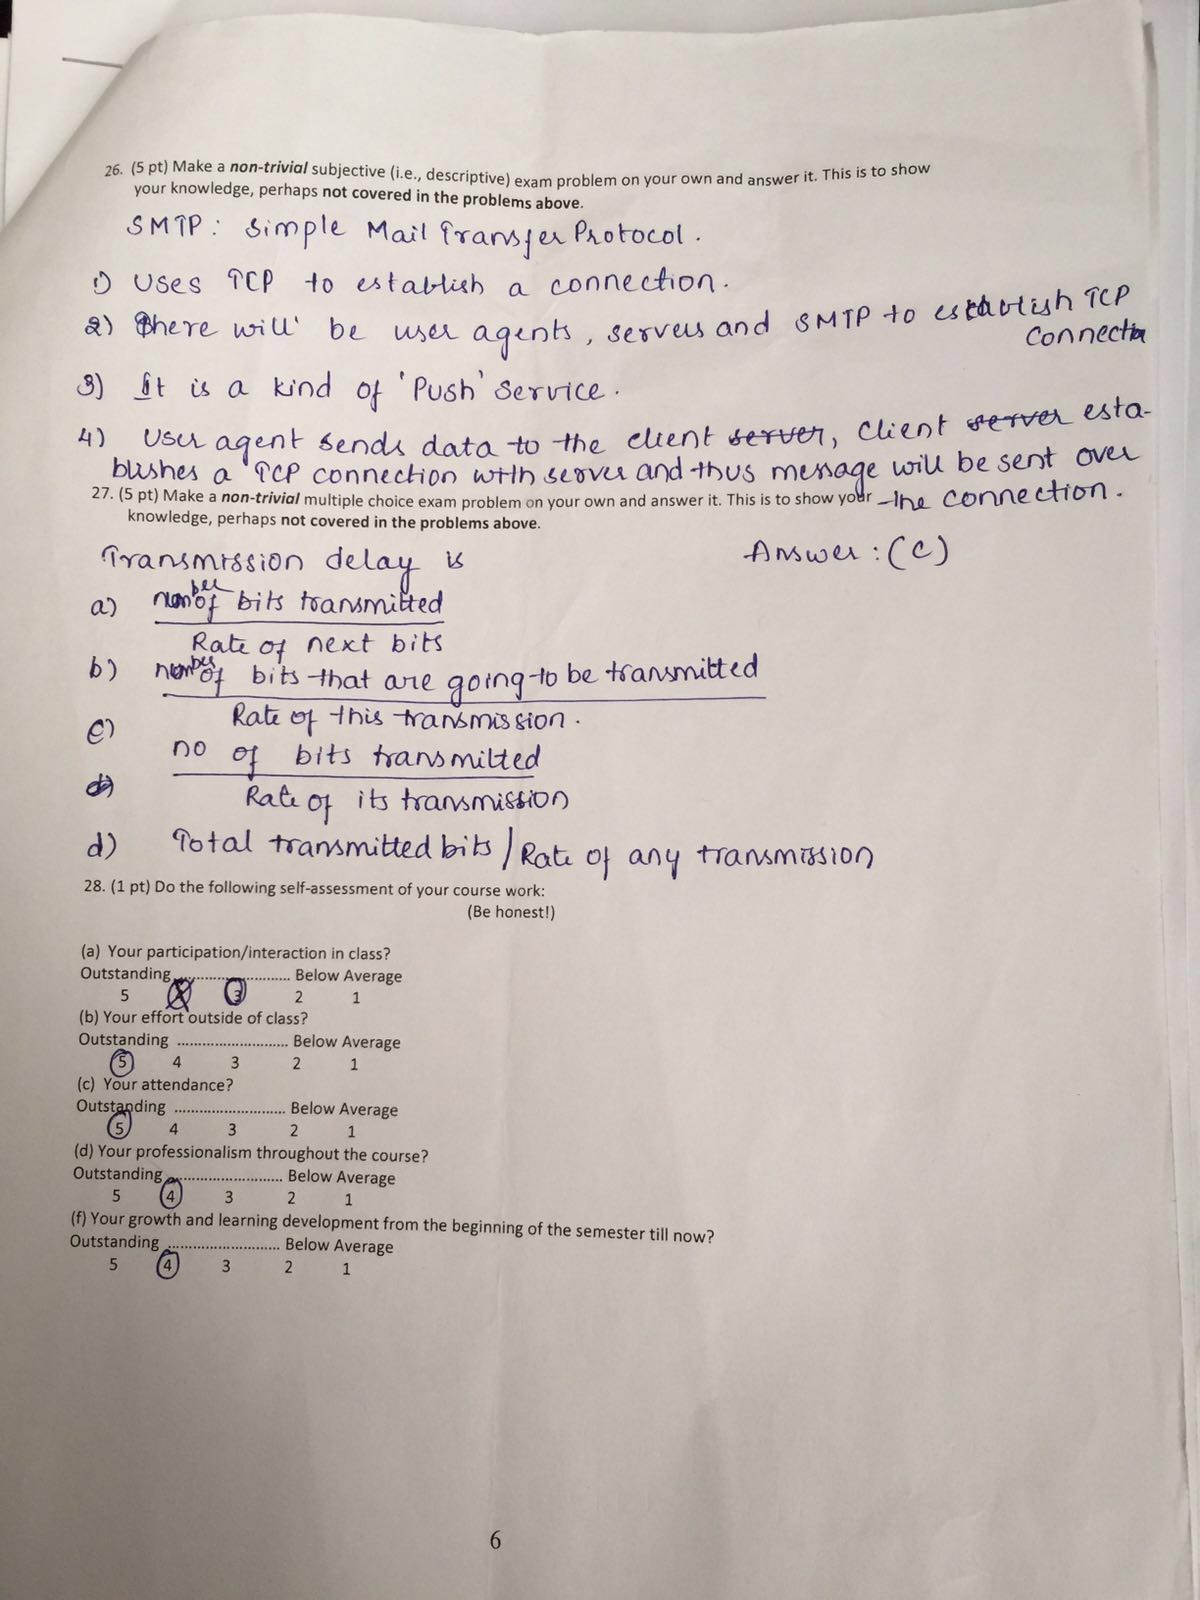 26. (5 pt) Make a non-trivial subjective (i.e., descriptive) exam problem on your own and answer it. This is to show
your knowledge, perhaps not covered in the problems above.
SMTP: Simple Mail Transfer Protocol.
1) Uses TCP to establish a connection.
2) There will be user agents, servers and SMTP to establish TCP
Connection
3) It is a kind of 'Push' Service.
4) User agent sends data to the client server, Client server esta-
blishes a TCP connection with server and thus message will be sent over
27. (5 pt) Make a non-trivial multiple choice exam problem on your own and answer it. This is to show your the connection.
knowledge, perhaps not covered in the problems above.
Transmission delay is Answer: (C)
a) number of bits transmitted
Rate of next bits
b) number of bits that are going to be transmitted
Rate of this transmission.
c) no of bits transmitted
Rate of its transmission
d) Total transmitted bits / Rate of any transmission
28. (1 pt) Do the following self-assessment of your course work:
(Be honest!)
(a) Your participation/interaction in class?
Outstanding ............................ Below Average
5 4 3 2 1
(b) Your effort outside of class?
Outstanding ............................ Below Average
5 4 3 2 1
(c) Your attendance?
Outstanding ............................ Below Average
5 4 3 2 1
(d) Your professionalism throughout the course?
Outstanding ............................ Below Average
5 4 3 2 1
(f) Your growth and learning development from the beginning of the semester till now?
Outstanding ............................ Below Average
5 4 3 2 1
6